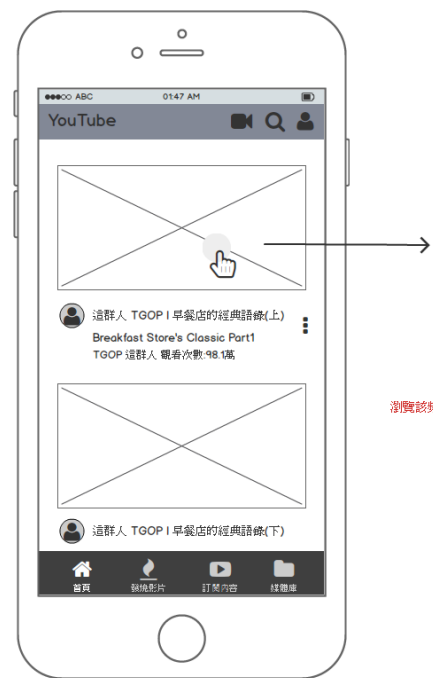 ABC 01:47 AM
YouTube
這群人 TGOP I 早餐店的經典語錄(上)
Breakfast Store's Classic Part1
TGOP 這群人 觀看次數:98.1萬
瀏覽該頻
這群人 TGOP I 早餐店的經典語錄(下)
首頁 發燒影片 訂閱內容 媒體庫